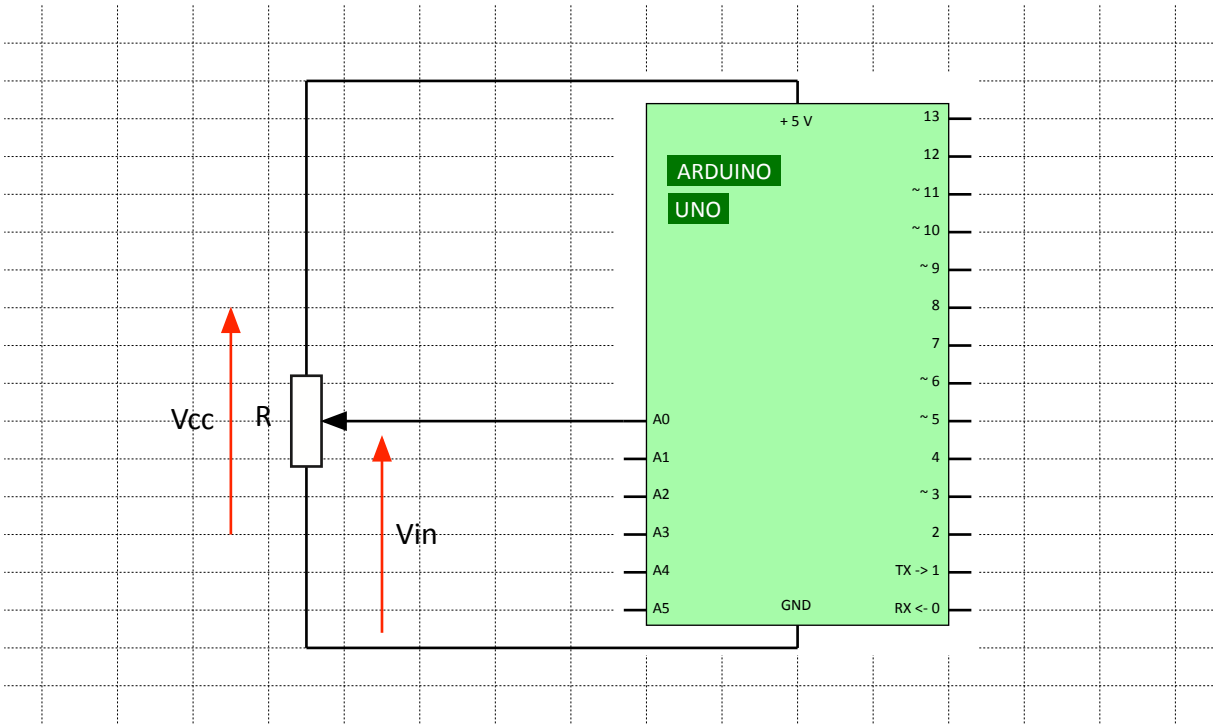 + 5 V
ARDUINO
UNO
13
12
~ 11
~ 10
~ 9
8
7
~ 6
~ 5
4
~ 3
2
TX -> 1
RX <- 0
Vcc
R
A0
A1
A2
A3
A4
A5
Vin
GND